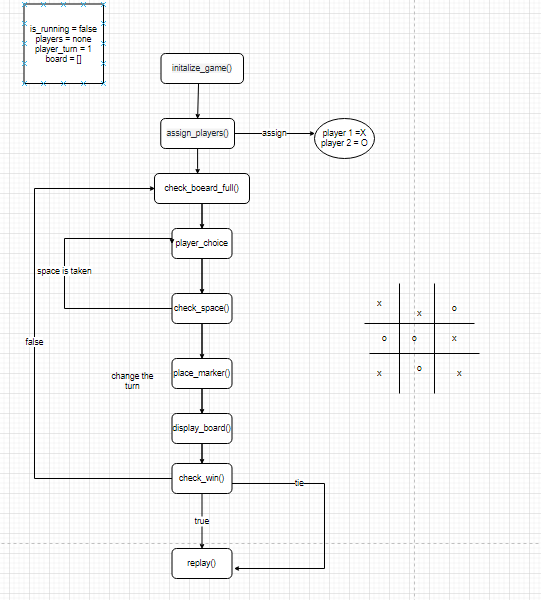 is_running = false
players = none
player_turn = 1
board = []
initalize_game()
assign_players()
assign
player 1 =X
player 2 = O
check_boeard_full()
player_choice
space is taken
check_space()
false
change the
turn
place_marker()
display_board()
check_win()
tie
true
replay()
x x o
o o x
x o x